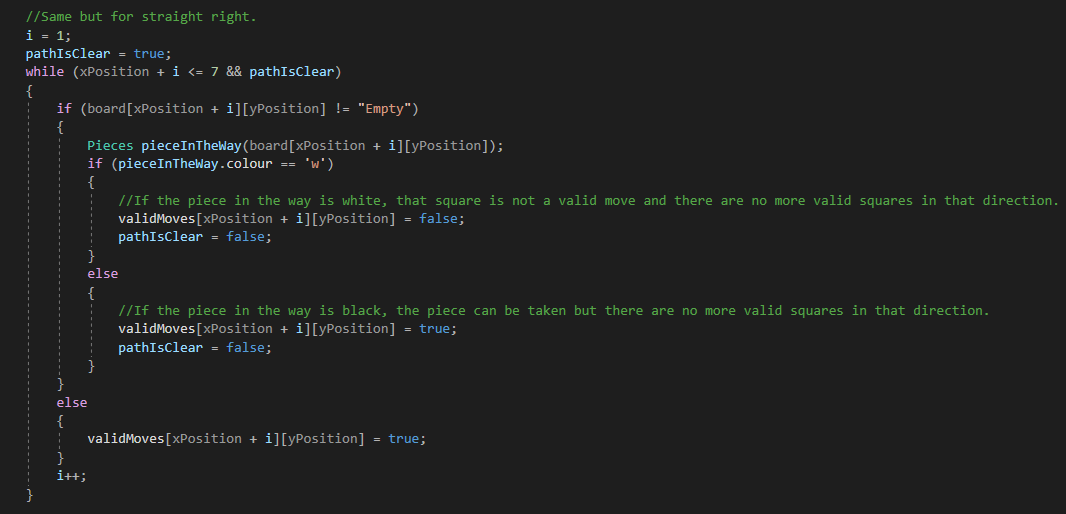 //Same but for straight right.
i = 1;
pathIsClear = true;
while (xPosition + i <= 7 && pathIsClear)
{
    if (board[xPosition + i][yPosition] != "Empty")
    {
        Pieces pieceInTheWay(board[xPosition + i][yPosition]);
        if (pieceInTheWay.colour == 'w')
        {
            //If the piece in the way is white, that square is not a valid move and there are no more valid squares in that direction.
            validMoves[xPosition + i][yPosition] = false;
            pathIsClear = false;
        }
        else
        {
            //If the piece in the way is black, the piece can be taken but there are no more valid squares in that direction.
            validMoves[xPosition + i][yPosition] = true;
            pathIsClear = false;
        }
    }
    else
    {
        validMoves[xPosition + i][yPosition] = true;
    }
    i++;
}